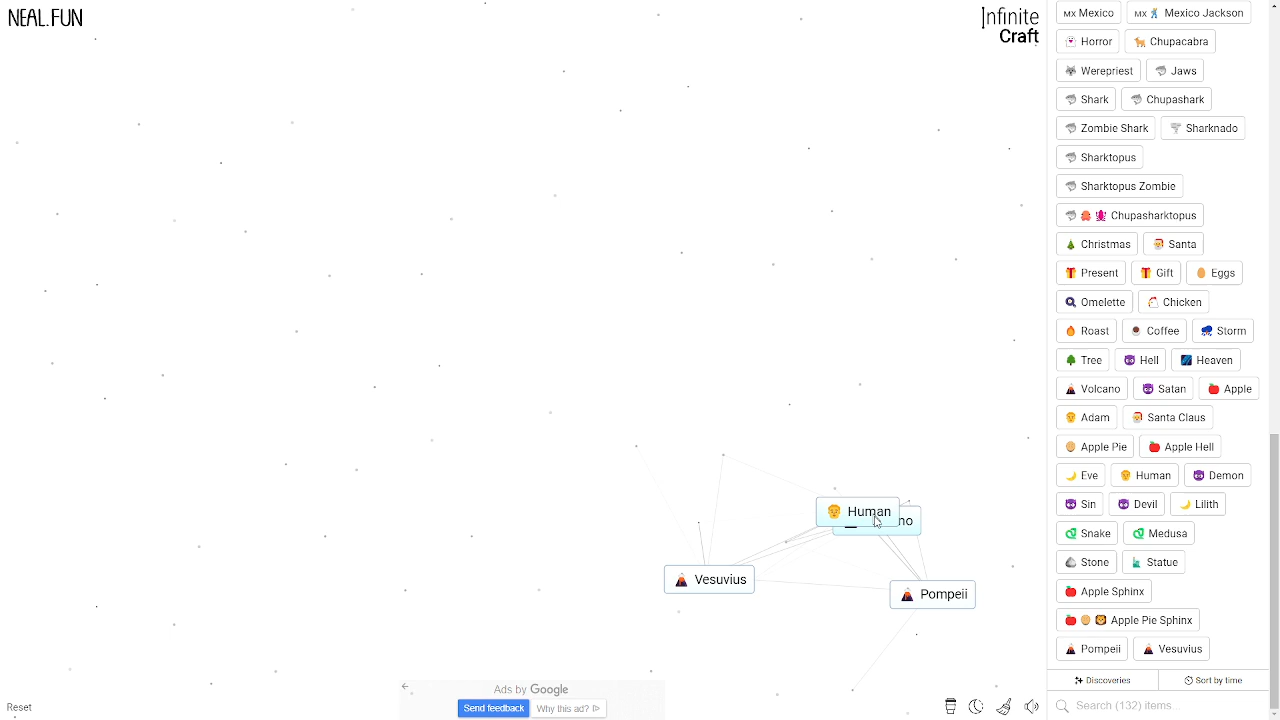 NEAL.FUN
Infinite
Craft
MX Mexico
MX Mexico Jackson
Horror
Chupacabra
Werepriest
Jaws
Shark
Chupashark
Zombie Shark
Sharknado
Sharktopus
Sharktopus Zombie
Chupasharktopus
Christmas
Santa
Present
Gift
Eggs
Omelette
Chicken
Roast
Coffee
Storm
Tree
Hell
Heaven
Volcano
Satan
Apple
Adam
Santa Claus
Apple Pie
Apple Hell
Eve
Human
Demon
Sin
Devil
Lilith
Snake
Medusa
Stone
Statue
Apple Sphinx
Apple Pie Sphinx
Pompeii
Vesuvius
Human
no
Vesuvius
Pompeii
Discoveries
Sort by time
Search (132) items...
Reset
Ads by Google
Send feedback
Why this ad?